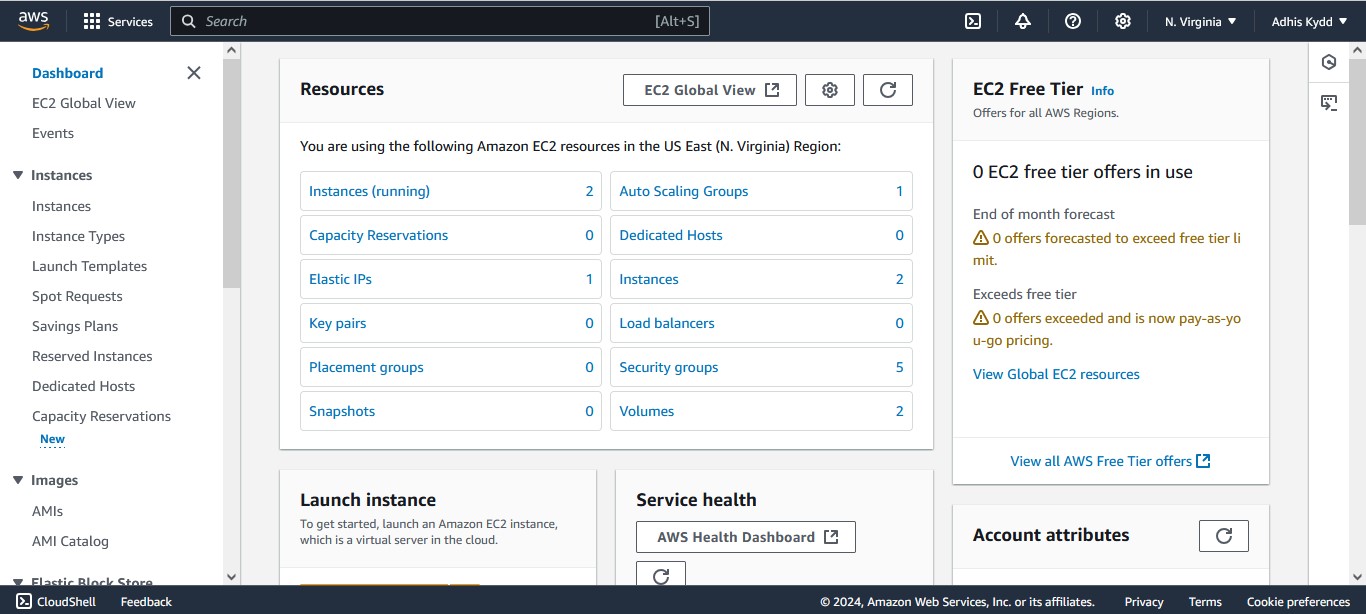 aws
Services
Search
[Alt+S]
N. Virginia
Adhis Kydd
Dashboard
EC2 Global View
Events
Instances
Instances
Instance Types
Launch Templates
Spot Requests
Savings Plans
Reserved Instances
Dedicated Hosts
Capacity Reservations
New
Images
AMIs
AMI Catalog
Elastic Block Store
Resources
EC2 Global View
You are using the following Amazon EC2 resources in the US East (N. Virginia) Region:
Instances (running) 2
Auto Scaling Groups 1
Capacity Reservations 0
Dedicated Hosts 0
Elastic IPs 1
Instances 2
Key pairs 0
Load balancers 0
Placement groups 0
Security groups 5
Snapshots 0
Volumes 2
Launch instance
To get started, launch an Amazon EC2 instance,
which is a virtual server in the cloud.
Service health
AWS Health Dashboard
EC2 Free Tier Info
Offers for all AWS Regions.
0 EC2 free tier offers in use
End of month forecast
0 offers forecasted to exceed free tier li
mit.
Exceeds free tier
0 offers exceeded and is now pay-as-yo
u-go pricing.
View Global EC2 resources
View all AWS Free Tier offers
Account attributes
CloudShell
Feedback
© 2024, Amazon Web Services, Inc. or its affiliates.
Privacy
Terms
Cookie preferences